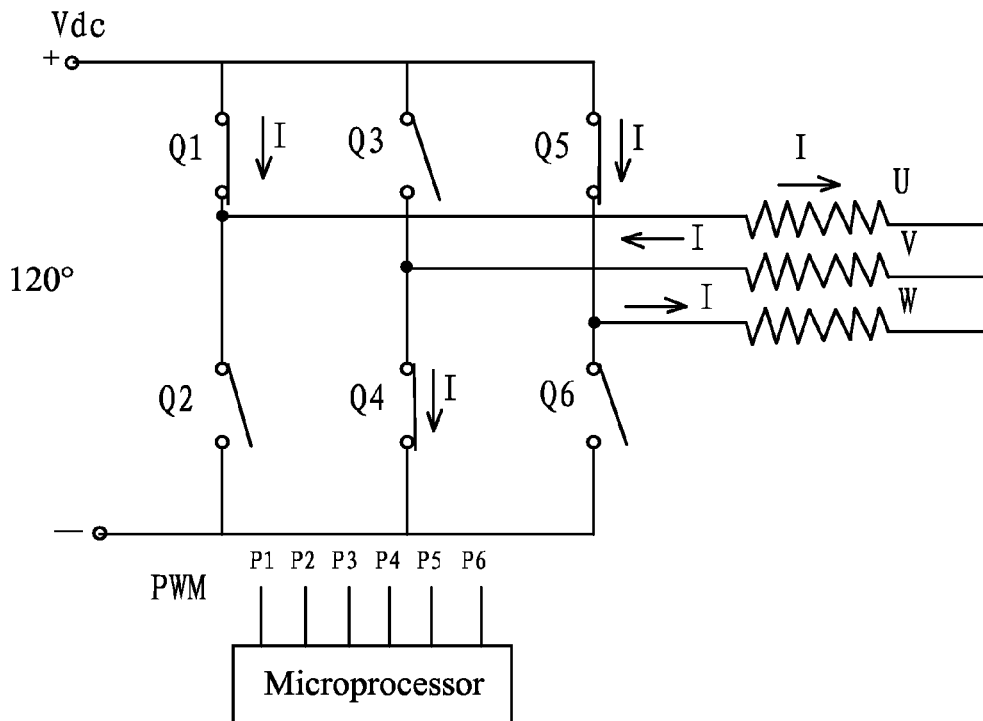 Vdc
+
Q1 I Q3 Q5 I
I U
I V
120°
I W
Q2 Q4 I Q6
—
P1 P2 P3 P4 P5 P6
PWM
Microprocessor